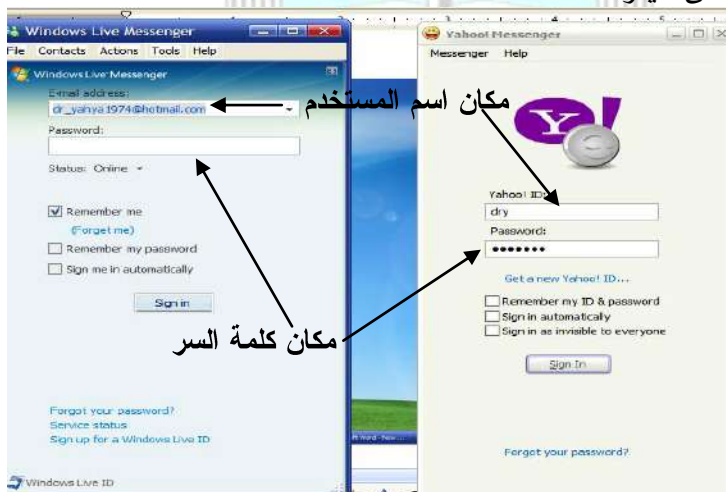 Windows Live Messenger
File Contacts Actions Tools Help
Windows Live Messenger
E-mail address:
dr_yahya1974@hotmail.com
Password:
Status: Online
Remember me
(Forget me)
Remember my password
Sign me in automatically
Sign in
Forgot your password?
Service status
Sign up for a Windows Live ID
Windows Live ID
مكان اسم المستخدم
مكان كلمة السر
Yahoo! Messenger
Messenger Help
Y!
Yahoo! ID:
dry
Password:
Get a new Yahoo! ID...
Remember my ID & password
Sign in automatically
Sign in as invisible to everyone
Sign In
Forgot your password?